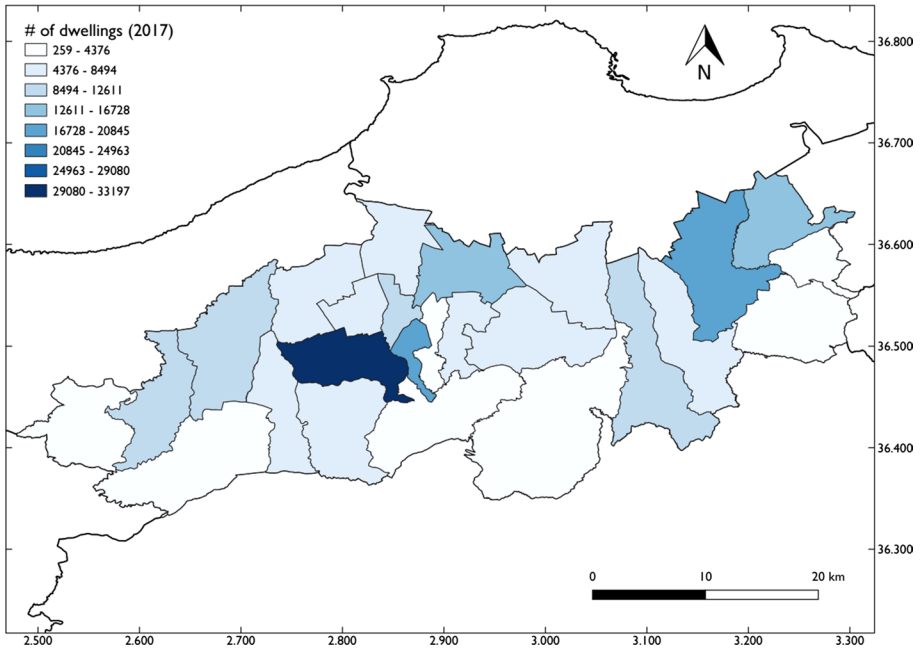 # of dwellings (2017)
259 - 4376
4376 - 8494
8494 - 12611
12611 - 16728
16728 - 20845
20845 - 24963
24963 - 29080
29080 - 33197
N
36.800
36.700
36.600
36.500
36.400
36.300
0 10 20 km
2.500 2.600 2.700 2.800 2.900 3.000 3.100 3.200 3.300